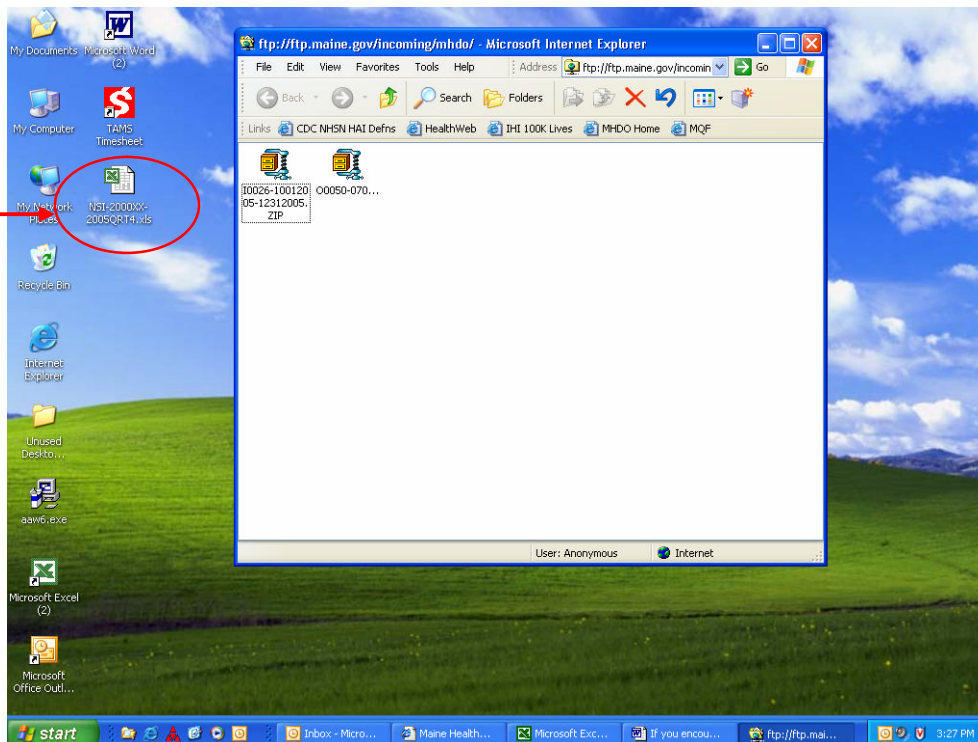 My Documents
Microsoft Word
(2)
My Computer
TAMS
Timesheet
My Network
Places
NSI-2000XX-
2005QRT4.xls
Recycle Bin
Internet
Explorer
Unused
Deskto...
aaw6.exe
Microsoft Excel
(2)
Microsoft
Office Outl...
ftp://ftp.maine.gov/incoming/mhdo/ - Microsoft Internet Explorer
File Edit View Favorites Tools Help
Address ftp://ftp.maine.gov/incomin Go
Back Search Folders
Links CDC NHSN HAI Defns HealthWeb IHI 100K Lives MHDO Home MQF
I0026-100120
05-12312005.
ZIP
O0050-070...
User: Anonymous Internet
start
Inbox - Micro...
Maine Health...
Microsoft Exc...
If you encou...
ftp://ftp.mai...
3:27 PM